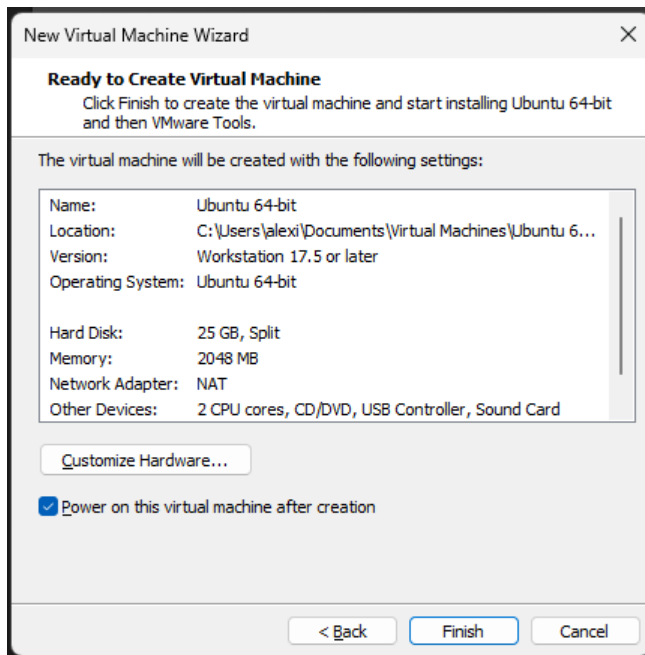 New Virtual Machine Wizard
Ready to Create Virtual Machine
Click Finish to create the virtual machine and start installing Ubuntu 64-bit
and then VMware Tools.
The virtual machine will be created with the following settings:
Name: Ubuntu 64-bit
Location: C:\Users\alexi\Documents\Virtual Machines\Ubuntu 6...
Version: Workstation 17.5 or later
Operating System: Ubuntu 64-bit
Hard Disk: 25 GB, Split
Memory: 2048 MB
Network Adapter: NAT
Other Devices: 2 CPU cores, CD/DVD, USB Controller, Sound Card
Customize Hardware...
Power on this virtual machine after creation
< Back Finish Cancel